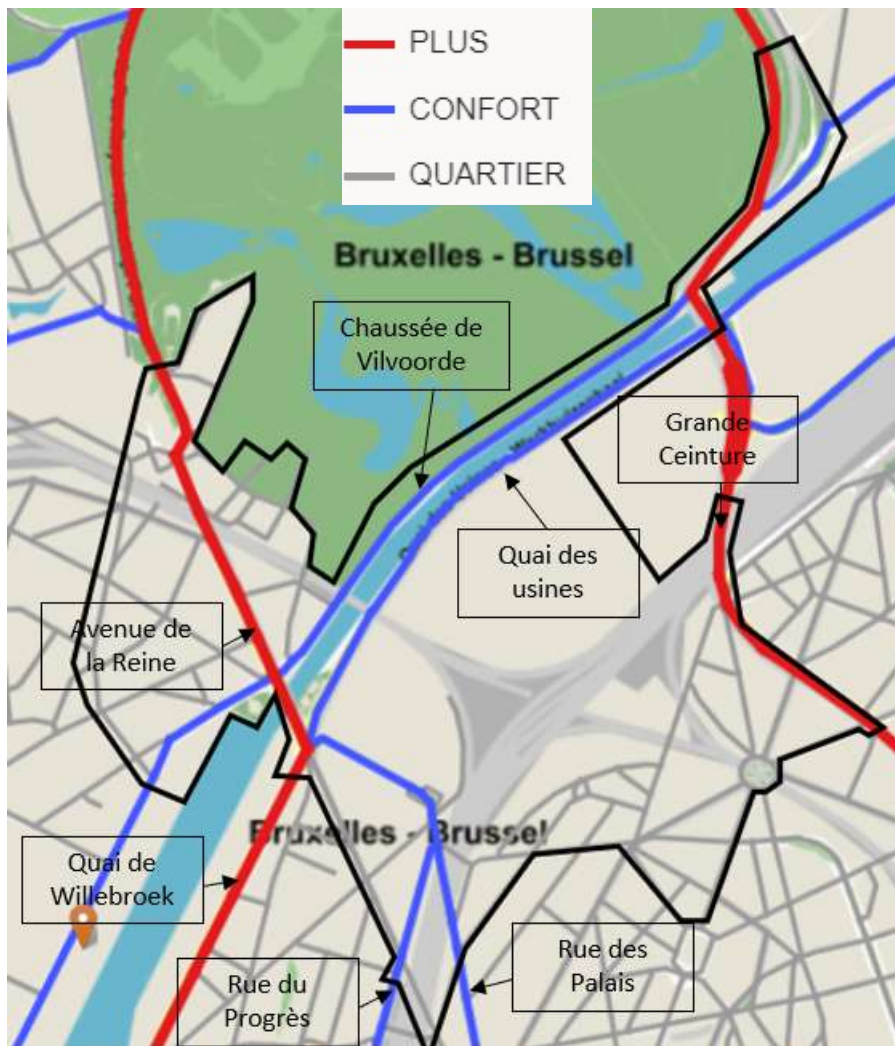 PLUS
CONFORT
QUARTIER
Bruxelles - Brussel
Chaussée de
Vilvoorde
Grande
Ceinture
Quai des
usines
Avenue de
la Reine
Bruxelles - Brussel
Quai de
Willebroek
Rue des
Palais
Rue du
Progrès